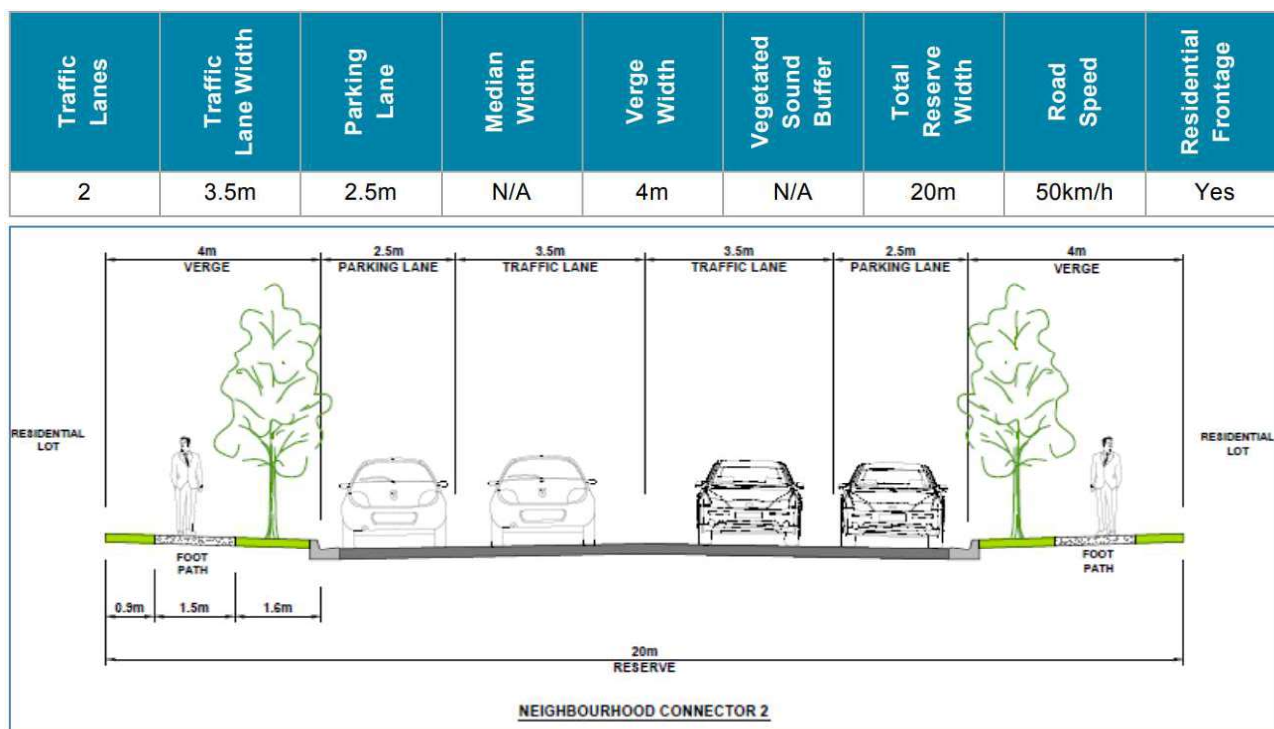 Traffic
Lanes
Traffic
Lane Width
Parking
Lane
Median
Width
Verge
Width
Vegetated
Sound
Buffer
Total
Reserve
Width
Road
Speed
Residential
Frontage
2
3.5m
2.5m
N/A
4m
N/A
20m
50km/h
Yes
4m
VERGE
2.5m
PARKING LANE
3.5m
TRAFFIC LANE
3.5m
TRAFFIC LANE
2.5m
PARKING LANE
4m
VERGE
RESIDENTIAL
LOT
RESIDENTIAL
LOT
FOOT
PATH
FOOT
PATH
0.9m
1.5m
1.6m
20m
RESERVE
NEIGHBOURHOOD CONNECTOR 2